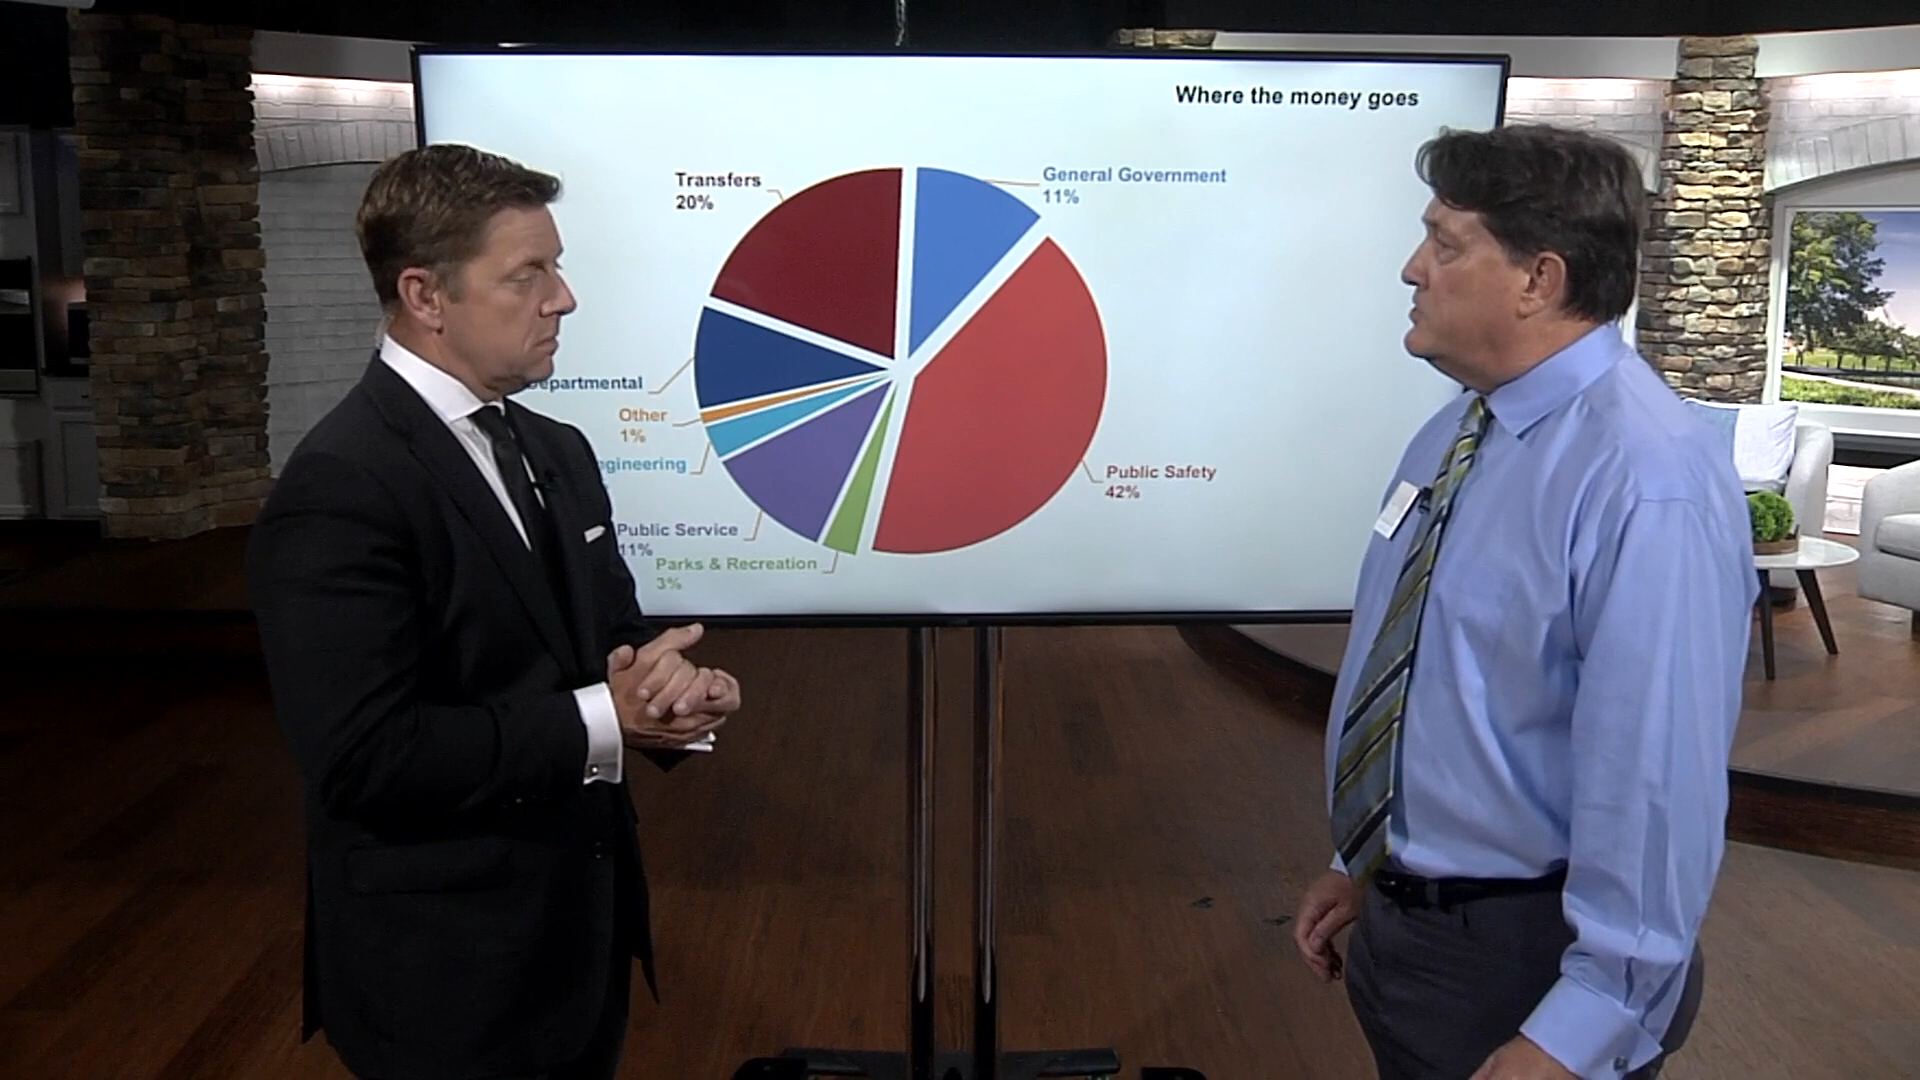 Where the money goes
Transfers
20%
General Government
11%
Departmental
Other
1%
Public Safety
42%
Public Service
11%
Parks & Recreation
3%